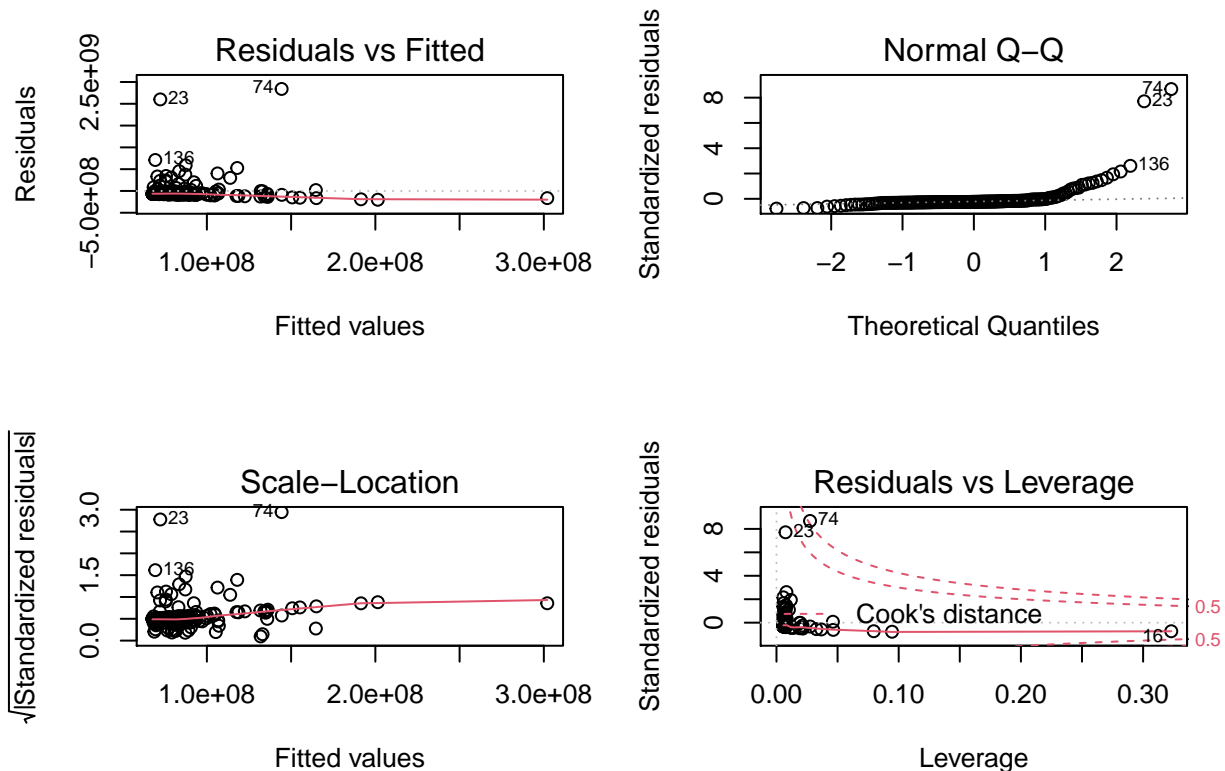 Residuals vs Fitted
Residuals
−5.0e+08
2.5e+09
23
74
136
1.0e+08 2.0e+08 3.0e+08
Fitted values
Normal Q−Q
Standardized residuals
0
4
8
74
23
136
−2 −1 0 1 2
Theoretical Quantiles
Scale−Location
√|Standardized residuals|
0.0
1.5
3.0
23
74
136
1.0e+08 2.0e+08 3.0e+08
Fitted values
Residuals vs Leverage
Standardized residuals
0
4
8
74
23
Cook's distance
16
0.5
0.5
0.00 0.10 0.20 0.30
Leverage